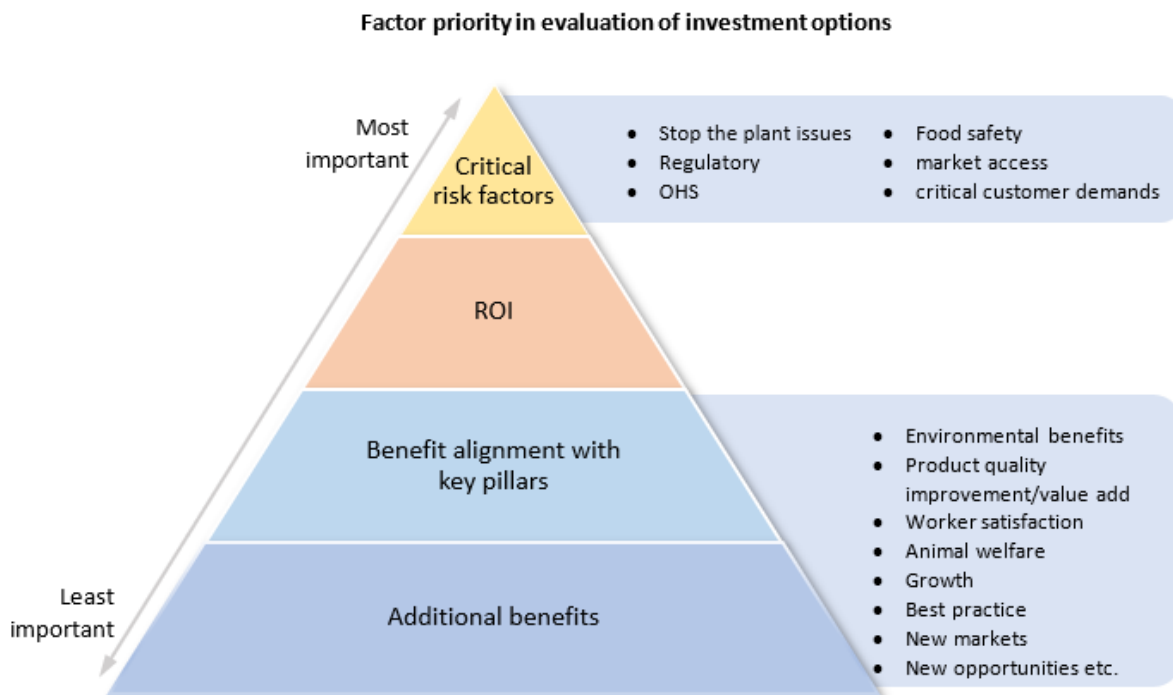 Factor priority in evaluation of investment options
Most
important
Critical
risk factors
• Stop the plant issues
• Regulatory
• OHS
• Food safety
• market access
• critical customer demands
ROI
Benefit alignment with
key pillars
• Environmental benefits
• Product quality
improvement/value add
• Worker satisfaction
• Animal welfare
• Growth
• Best practice
• New markets
• New opportunities etc.
Least
important
Additional benefits